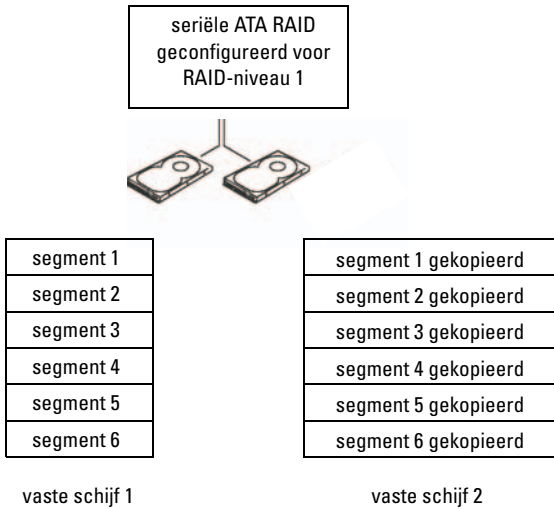 seriële ATA RAID
geconfigureerd voor
RAID-niveau 1
segment 1
segment 2
segment 3
segment 4
segment 5
segment 6
segment 1 gekopieerd
segment 2 gekopieerd
segment 3 gekopieerd
segment 4 gekopieerd
segment 5 gekopieerd
segment 6 gekopieerd
vaste schijf 1
vaste schijf 2